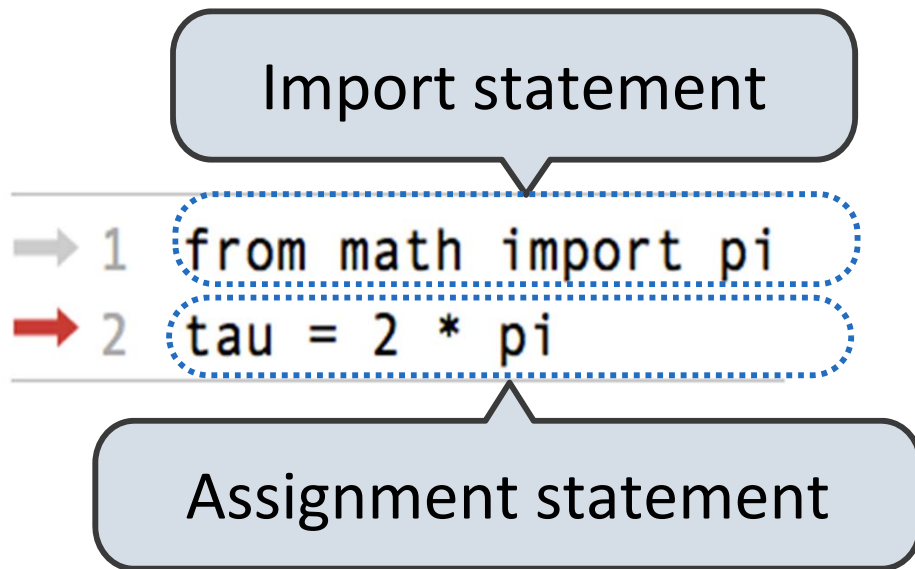 Import statement
1 from math import pi
2 tau = 2 * pi
Assignment statement